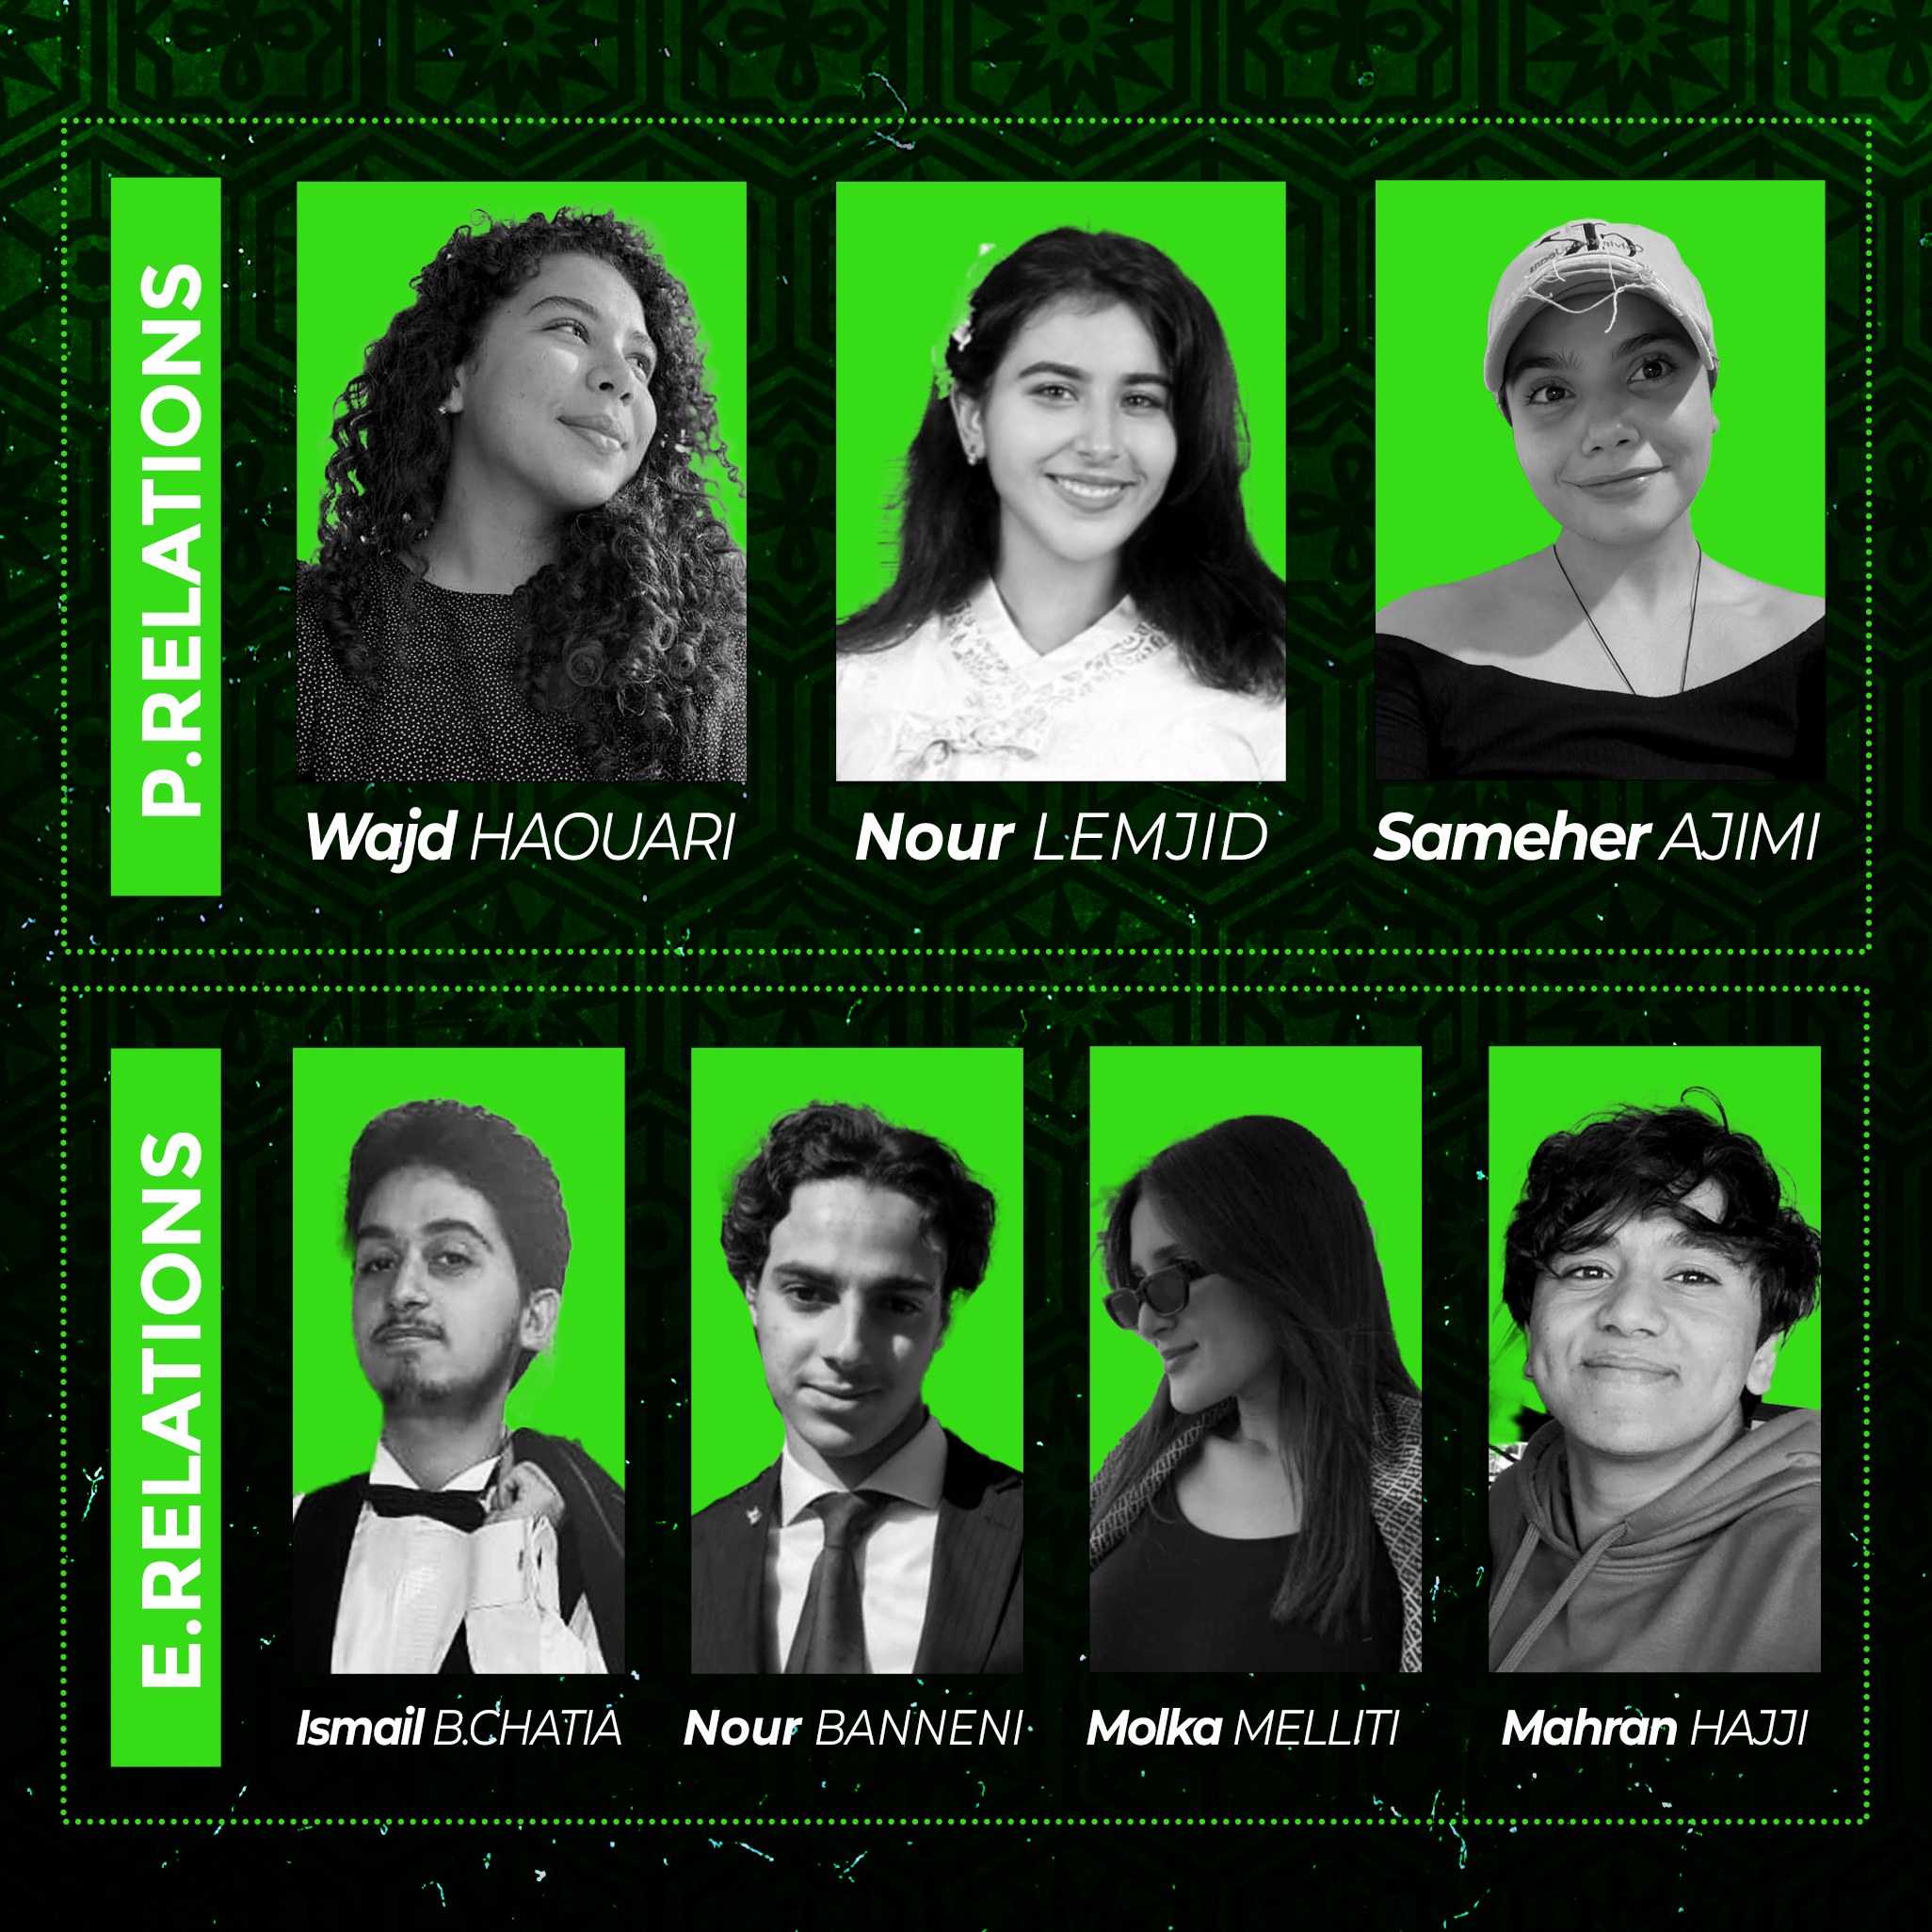 P.RELATIONS
Wajd HAOUARI
Nour LEMJID
Sameher AJIMI
E.RELATIONS
Ismail B.CHATIA
Nour BANNENI
Molka MELLITI
Mahran HAJJI